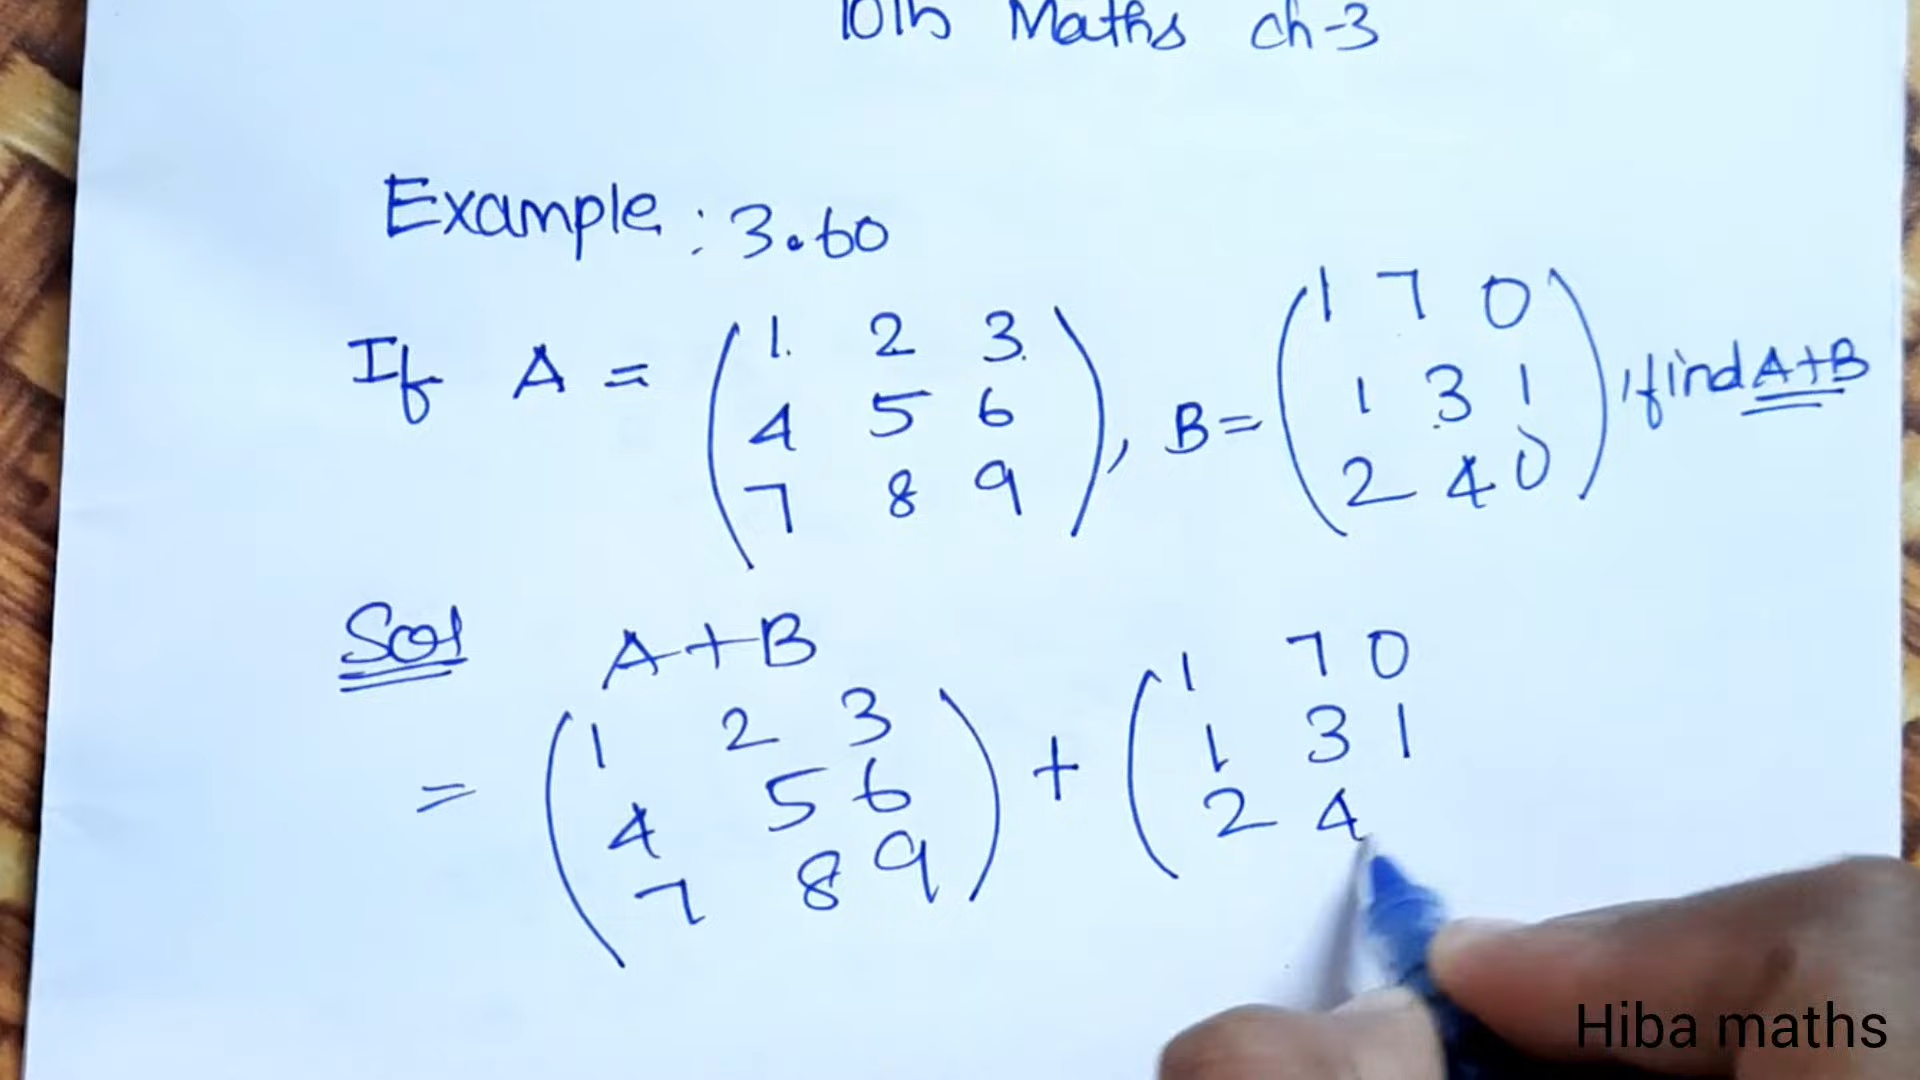 10th Maths ch-3
Example : 3.60
If A = (1 2 3
4 5 6
7 8 9), B = (1 7 0
1 3 1
2 4 0), find A+B
Sol A+B
= (1 2 3
4 5 6
7 8 9) + (1 7 0
1 3 1
2 4
Hiba maths